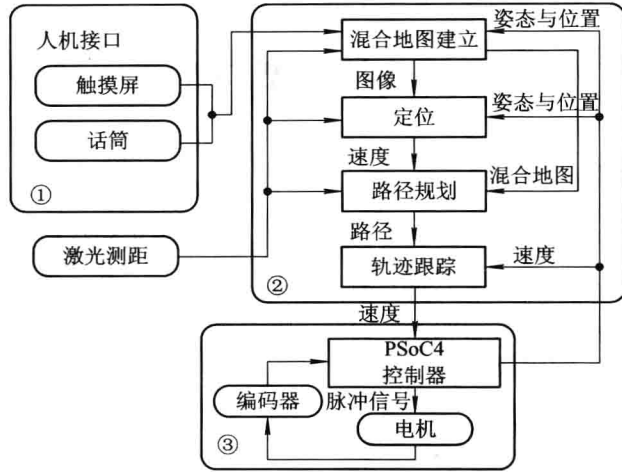 人机接口
触摸屏
话筒
①
激光测距
混合地图建立
姿态与位置
图像
定位
姿态与位置
速度
路径规划
混合地图
路径
轨迹跟踪
速度
②
速度
PSoC4
控制器
编码器
脉冲信号
电机
③